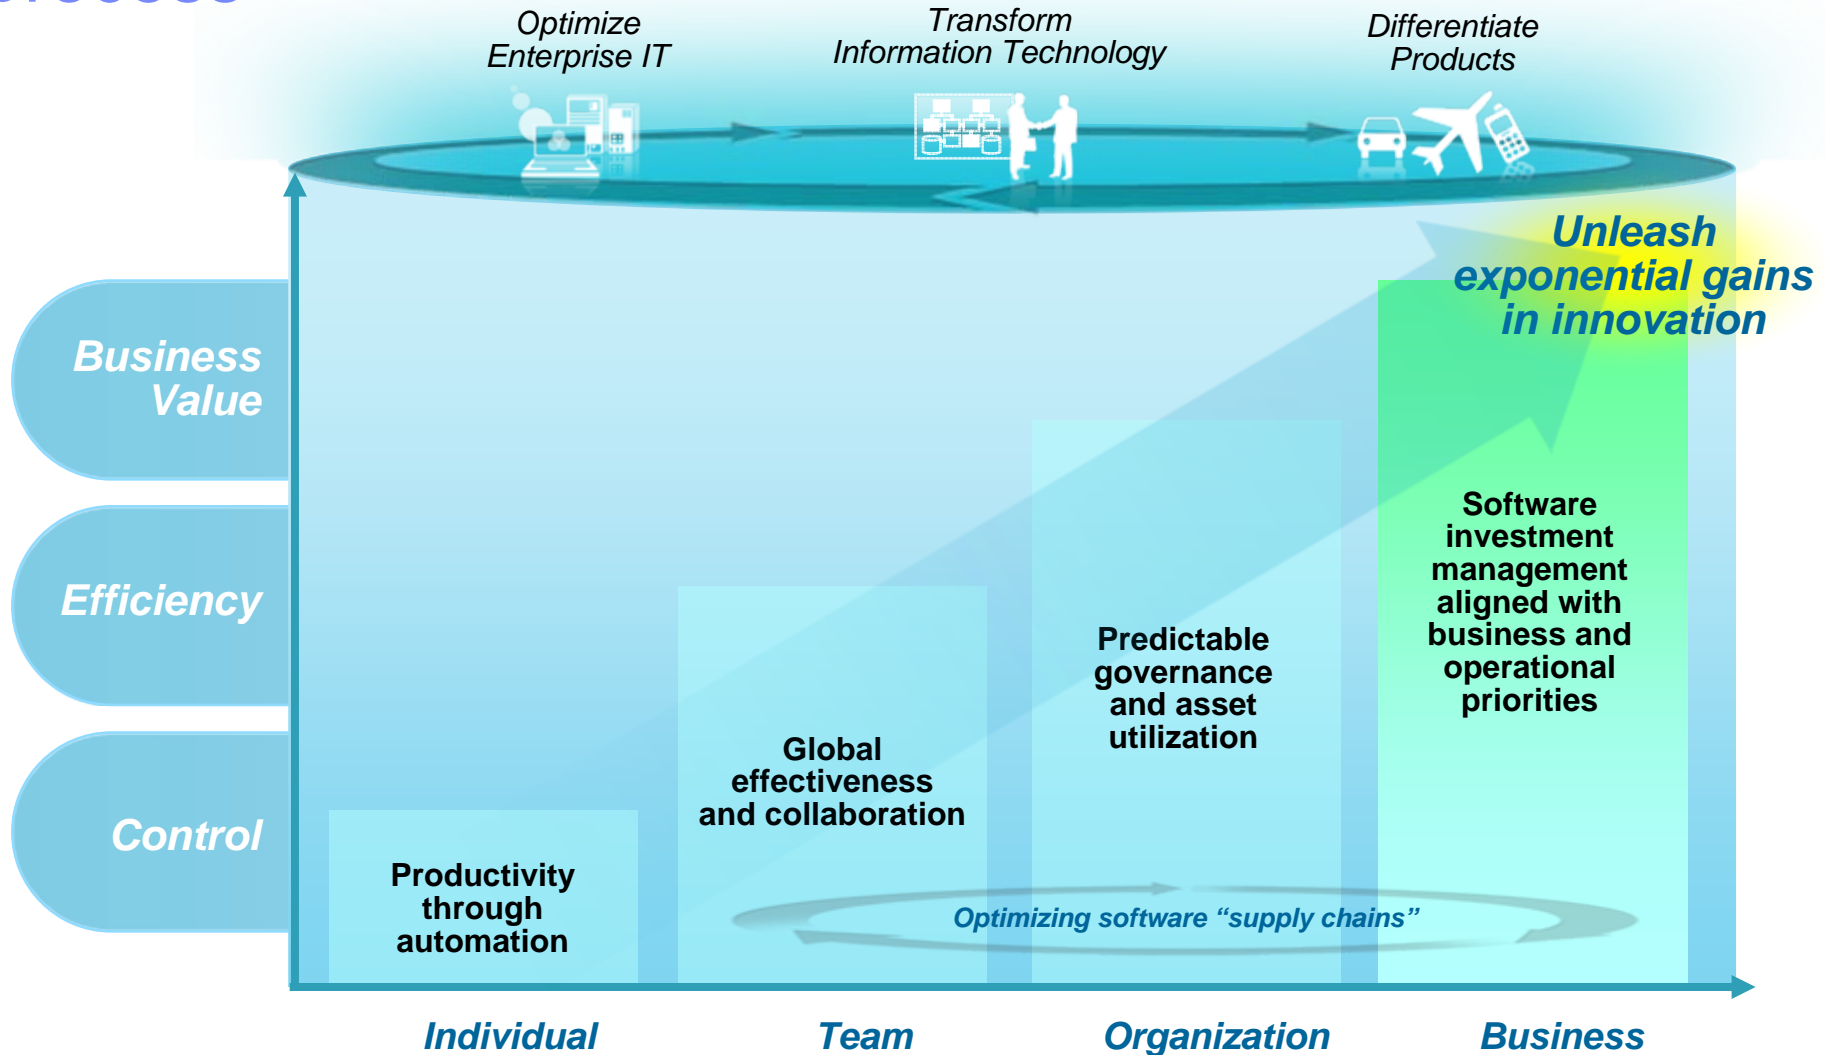 process
Optimize
Enterprise IT
Transform
Information Technology
Differentiate
Products
Unleash
exponential gains
in innovation
Business
Value
Efficiency
Control
Software
investment
management
aligned with
business and
operational
priorities
Predictable
governance
and asset
utilization
Global
effectiveness
and collaboration
Productivity
through
automation
Optimizing software “supply chains”
Individual
Team
Organization
Business